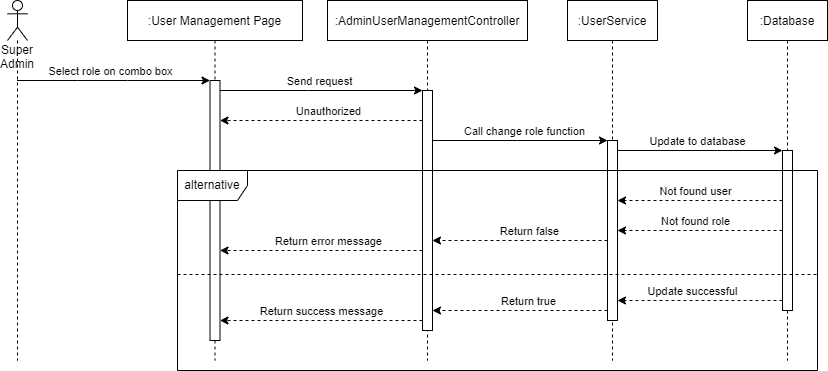 :User Management Page
:AdminUserManagementController
:UserService
:Database
Super
Admin
Select role on combo box
Send request
Unauthorized
Call change role function
Update to database
alternative
Not found user
Not found role
Return false
Return error message
Update successful
Return true
Return success message